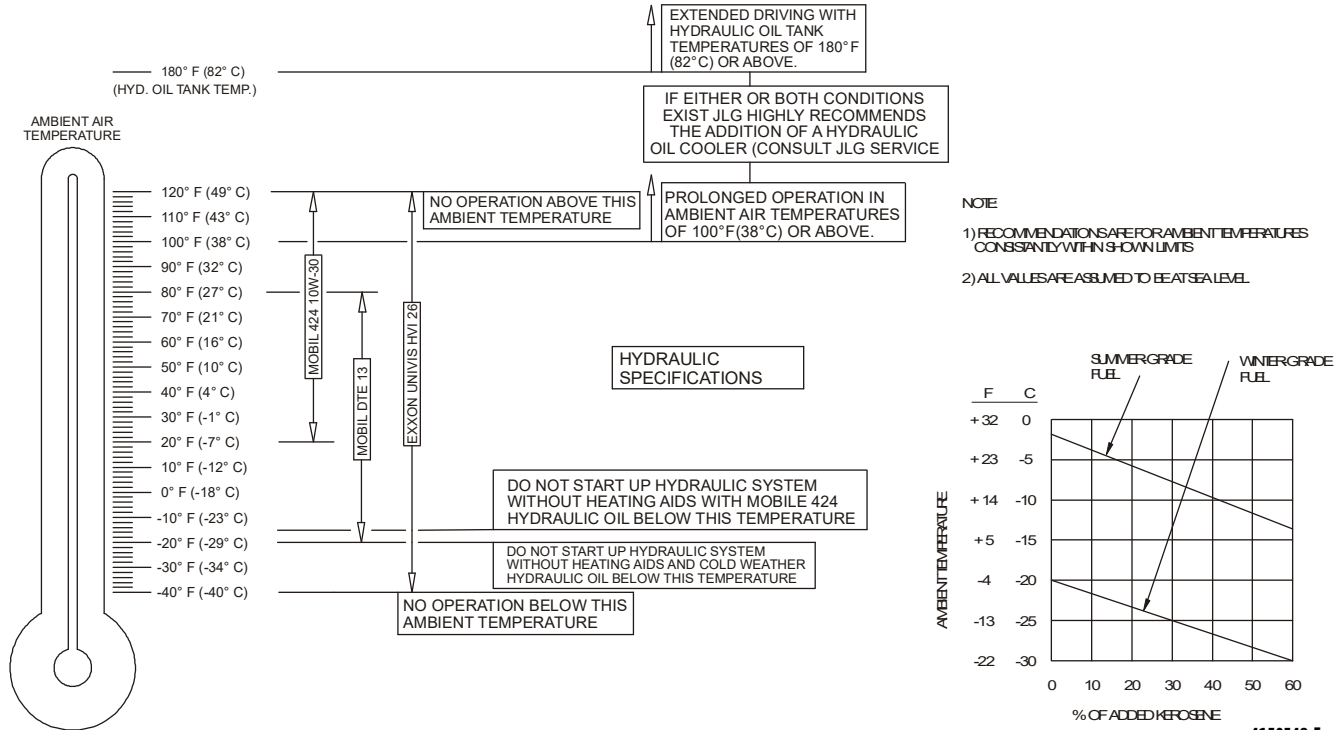 EXTENDED DRIVING WITH
HYDRAULIC OIL TANK
TEMPERATURES OF 180°F
(82°C) OR ABOVE.
180° F (82° C)
(HYD. OIL TANK TEMP.)
IF EITHER OR BOTH CONDITIONS
EXIST JLG HIGHLY RECOMMENDS
THE ADDITION OF A HYDRAULIC
OIL COOLER (CONSULT JLG SERVICE
AMBIENT AIR
TEMPERATURE
120° F (49° C)
110° F (43° C)
100° F (38° C)
90° F (32° C)
80° F (27° C)
70° F (21° C)
60° F (16° C)
50° F (10° C)
40° F (4° C)
30° F (-1° C)
20° F (-7° C)
10° F (-12° C)
0° F (-18° C)
-10° F (-23° C)
-20° F (-29° C)
-30° F (-34° C)
-40° F (-40° C)
MOBIL 424 10W-30
MOBIL DTE 13
EXXON UNIVIS HVI 26
NO OPERATION ABOVE THIS
AMBIENT TEMPERATURE
PROLONGED OPERATION IN
AMBIENT AIR TEMPERATURES
OF 100°F(38°C) OR ABOVE.
HYDRAULIC
SPECIFICATIONS
DO NOT START UP HYDRAULIC SYSTEM
WITHOUT HEATING AIDS WITH MOBILE 424
HYDRAULIC OIL BELOW THIS TEMPERATURE
DO NOT START UP HYDRAULIC SYSTEM
WITHOUT HEATING AIDS AND COLD WEATHER
HYDRAULIC OIL BELOW THIS TEMPERATURE
NO OPERATION BELOW THIS
AMBIENT TEMPERATURE
NOTE
1) RECOMMENDATIONS ARE FOR AMBIENT TEMPERATURES
CONSISTANTLY WITHIN SHOWN LIMITS
2) ALL VALUES ARE ASSUMED TO BE AT SEA LEVEL.
SUMMER-GRADE
FUEL
WINTER-GRADE
FUEL
F C
+ 32 0
+ 23 -5
+ 14 -10
+ 5 -15
-4 -20
-13 -25
-22 -30
AMBIENT TEMPERATURE
0 10 20 30 40 50 60
% OF ADDED KEROSENE